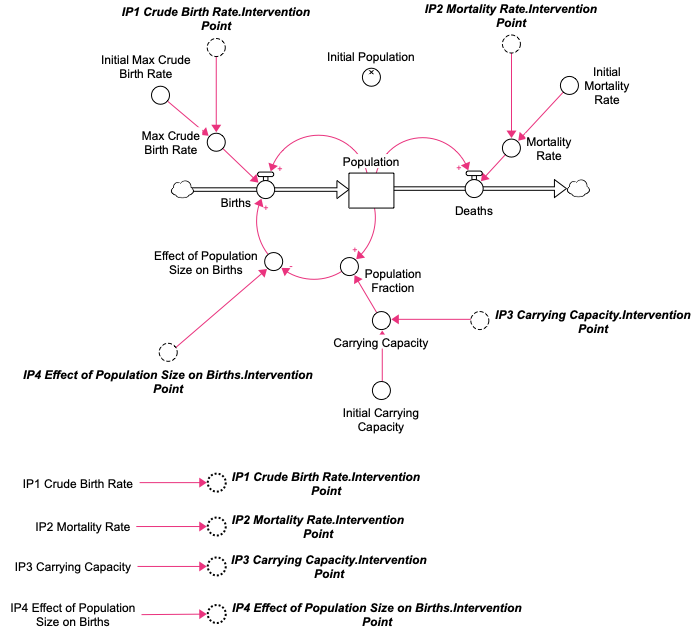 IP1 Crude Birth Rate.Intervention
Point
IP2 Mortality Rate.Intervention
Point
Initial Max Crude
Birth Rate
Initial Population
Initial
Mortality
Rate
Max Crude
Birth Rate
Mortality
Rate
Population
+
+
Births
+
Deaths
Effect of Population
Size on Births
-
+
Population
Fraction
IP3 Carrying Capacity.Intervention
Point
Carrying Capacity
IP4 Effect of Population Size on Births.Intervention
Point
Initial Carrying
Capacity
IP1 Crude Birth Rate
IP1 Crude Birth Rate.Intervention
Point
IP2 Mortality Rate
IP2 Mortality Rate.Intervention
Point
IP3 Carrying Capacity
IP3 Carrying Capacity.Intervention
Point
IP4 Effect of Population
Size on Births
IP4 Effect of Population Size on Births.Intervention
Point